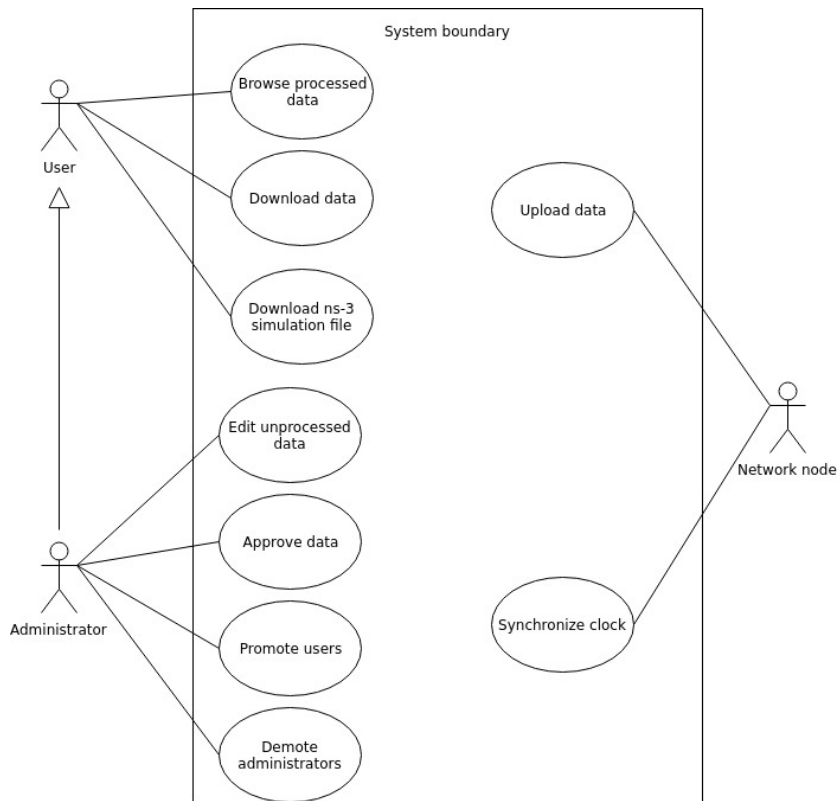 System boundary
Browse processed
data
User
Download data
Upload data
Download ns-3
simulation file
Edit unprocessed
data
Network node
Approve data
Administrator
Synchronize clock
Promote users
Demote
administrators